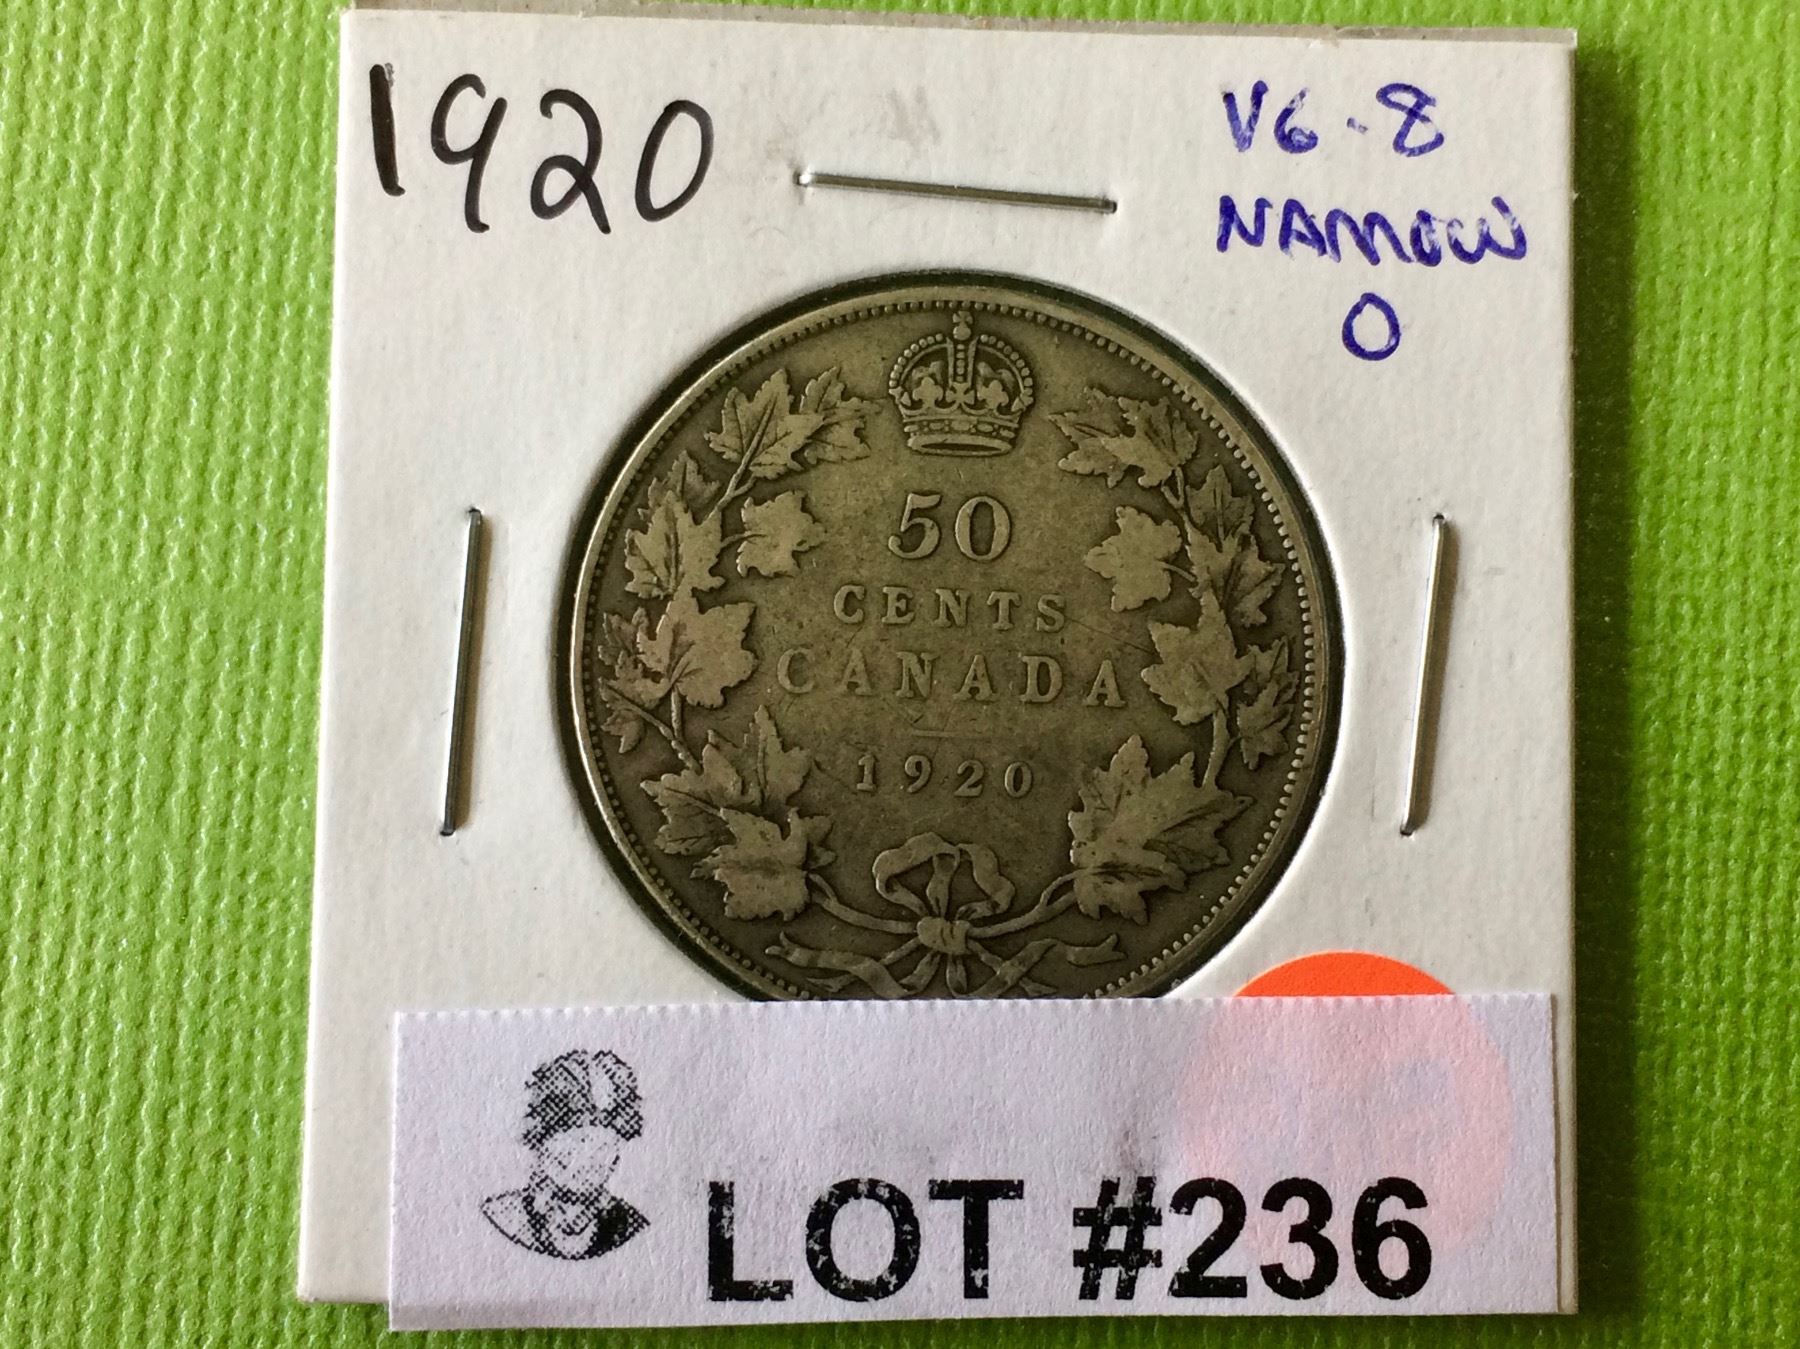 1920
VG-8
NARROW
0
50
CENTS
CANADA
1920
LOT #236